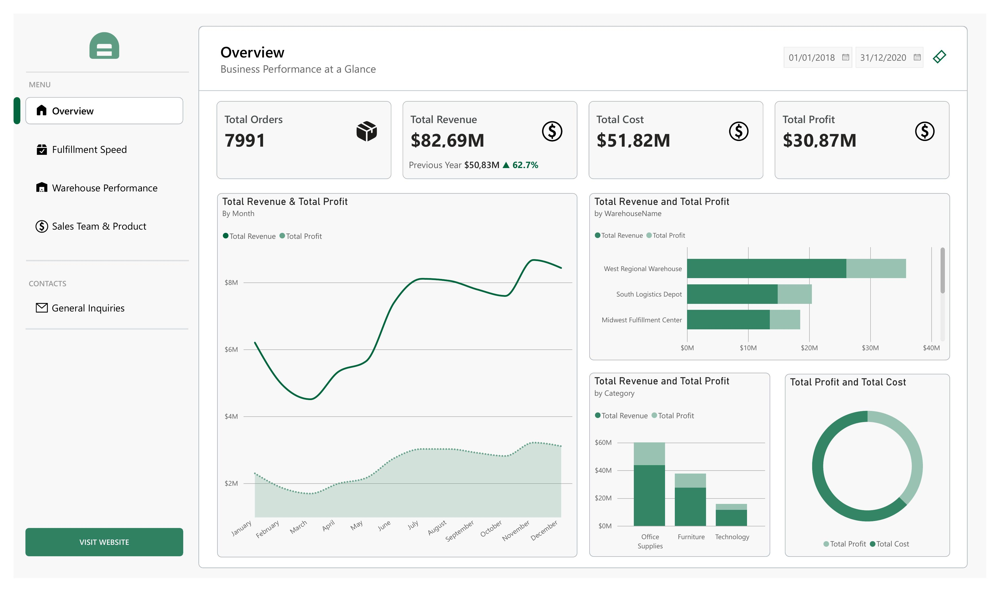 MENU
Overview
Fulfillment Speed
Warehouse Performance
Sales Team & Product
CONTACTS
General Inquiries
VISIT WEBSITE
Overview
Business Performance at a Glance
01/01/2018
31/12/2020
Total Orders
7991
Total Revenue
$82,69M
Previous Year $50,83M ▲ 62.7%
Total Cost
$51,82M
Total Profit
$30,87M
Total Revenue & Total Profit
By Month
Total Revenue Total Profit
$8M
$6M
$4M
$2M
January February March April May June July August September October November December
Total Revenue and Total Profit
by WarehouseName
Total Revenue Total Profit
West Regional Warehouse
South Logistics Depot
Midwest Fulfillment Center
$0M $10M $20M $30M $40M
Total Revenue and Total Profit
by Category
Total Revenue Total Profit
$60M
$40M
$20M
$0M
Office Furniture Technology
Supplies
Total Profit and Total Cost
Total Profit Total Cost